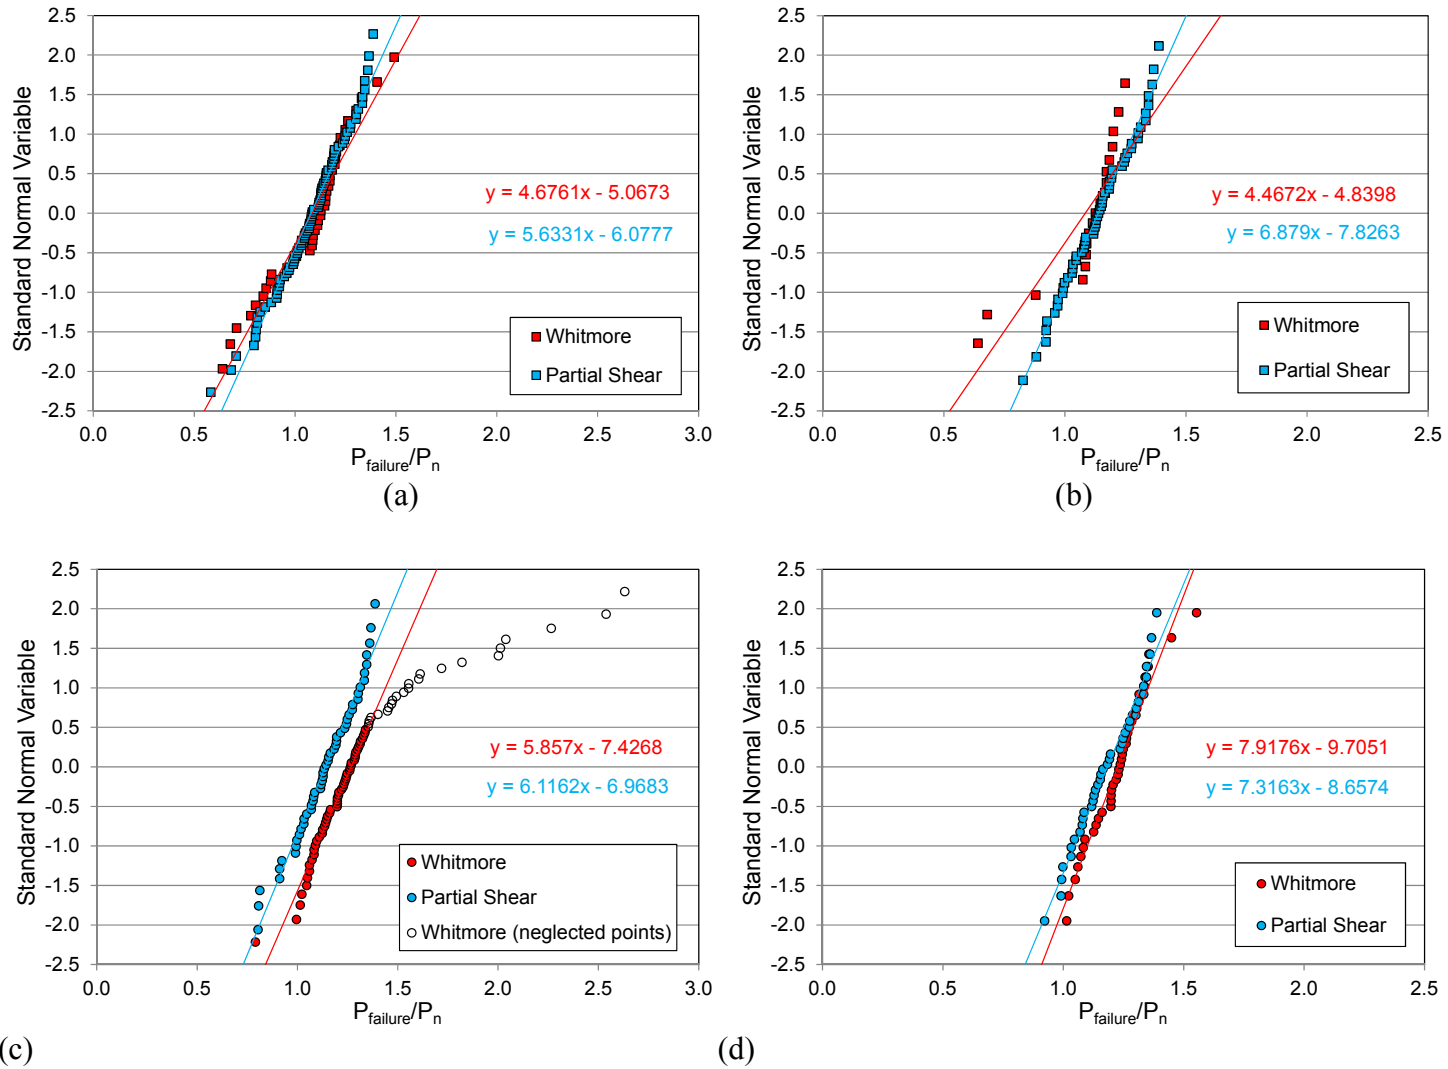 2.5
2.0
1.5
1.0
0.5
0.0
-0.5
-1.0
-1.5
-2.0
-2.5
Standard Normal Variable
y = 4.6761x - 5.0673
y = 5.6331x - 6.0777
Whitmore
Partial Shear
0.0 0.5 1.0 1.5 2.0 2.5 3.0
Pfailure/Pn
(a)
2.5
2.0
1.5
1.0
0.5
0.0
-0.5
-1.0
-1.5
-2.0
-2.5
Standard Normal Variable
y = 4.4672x - 4.8398
y = 6.879x - 7.8263
Whitmore
Partial Shear
0.0 0.5 1.0 1.5 2.0 2.5
Pfailure/Pn
(b)
2.5
2.0
1.5
1.0
0.5
0.0
-0.5
-1.0
-1.5
-2.0
-2.5
Standard Normal Variable
y = 5.857x - 7.4268
y = 6.1162x - 6.9683
Whitmore
Partial Shear
Whitmore (neglected points)
0.0 0.5 1.0 1.5 2.0 2.5 3.0
Pfailure/Pn
(c)
2.5
2.0
1.5
1.0
0.5
0.0
-0.5
-1.0
-1.5
-2.0
-2.5
Standard Normal Variable
y = 7.9176x - 9.7051
y = 7.3163x - 8.6574
Whitmore
Partial Shear
0.0 0.5 1.0 1.5 2.0 2.5
Pfailure/Pn
(d)